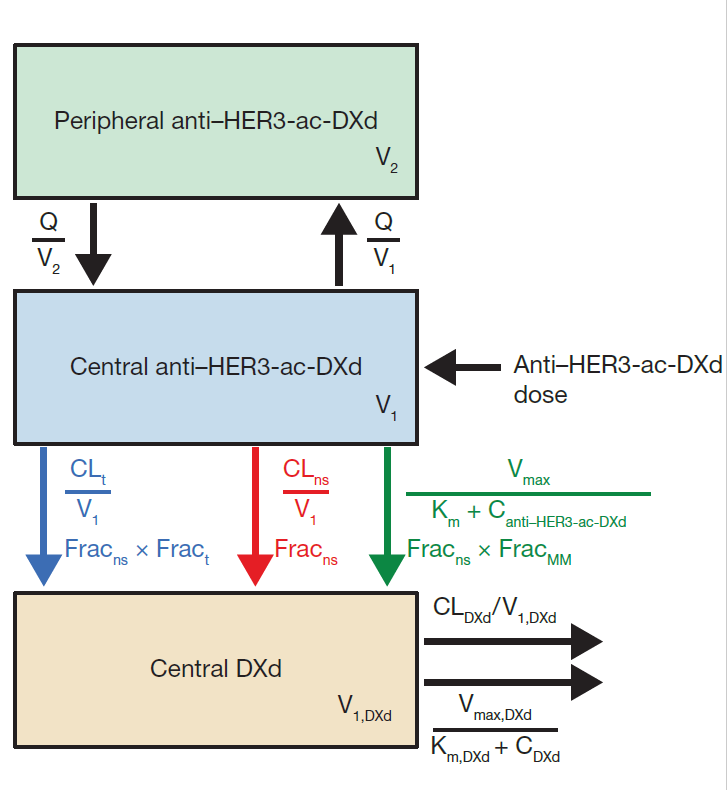 Peripheral anti–HER3-ac-DXd
V2
Q
V2
Q
V1
Central anti–HER3-ac-DXd
V1
Anti–HER3-ac-DXd
dose
CLt
V1
Fracns × Fract
CLns
V1
Fracns
Vmax
Km + Canti–HER3-ac-DXd
Fracns × FracMM
Central DXd
V1,DXd
CLDXd/V1,DXd
Vmax,DXd
Km,DXd + CDXd